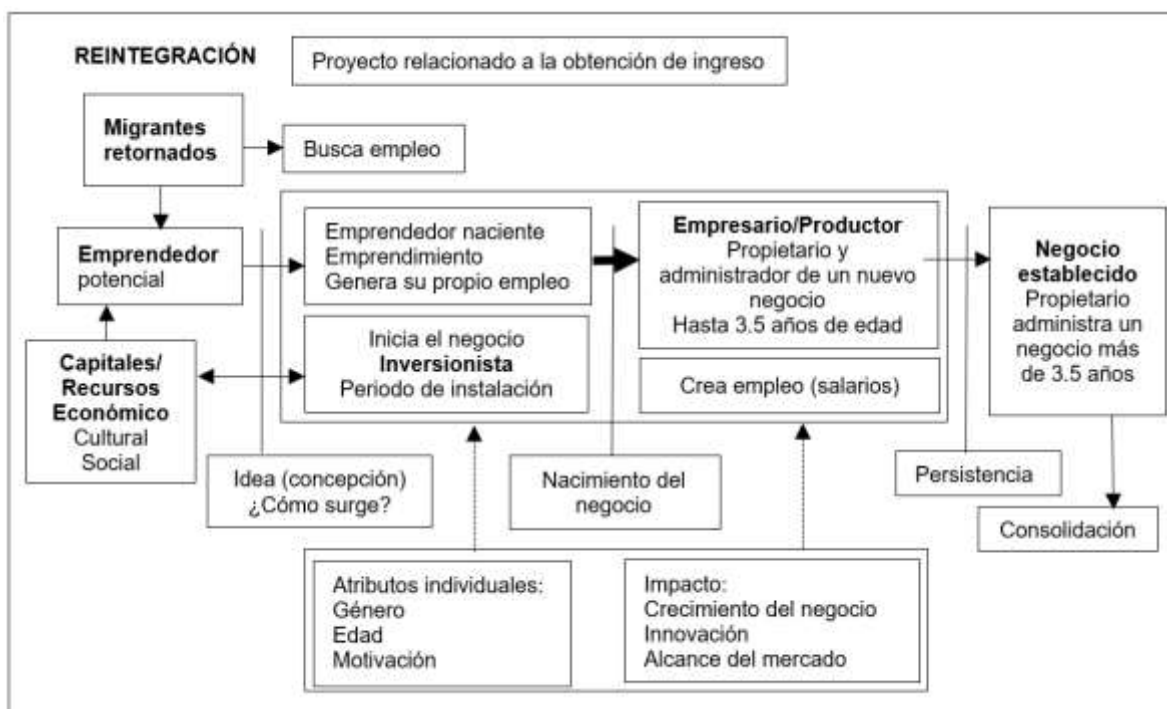 REINTEGRACIÓN
Proyecto relacionado a la obtención de ingreso
Migrantes
retornados
Busca empleo
Emprendedor
potencial
Emprendedor naciente
Emprendimiento
Genera su propio empleo
Empresario/Productor
Propietario y
administrador de un nuevo
negocio
Hasta 3.5 años de edad
Negocio
establecido
Propietario
administra un
negocio más
de 3.5 años
Capitales/
Recursos
Económico
Cultural
Social
Inicia el negocio
Inversionista
Periodo de instalación
Crea empleo (salarios)
Idea (concepción)
¿Cómo surge?
Nacimiento del
negocio
Persistencia
Consolidación
Atributos individuales:
Género
Edad
Motivación
Impacto:
Crecimiento del negocio
Innovación
Alcance del mercado